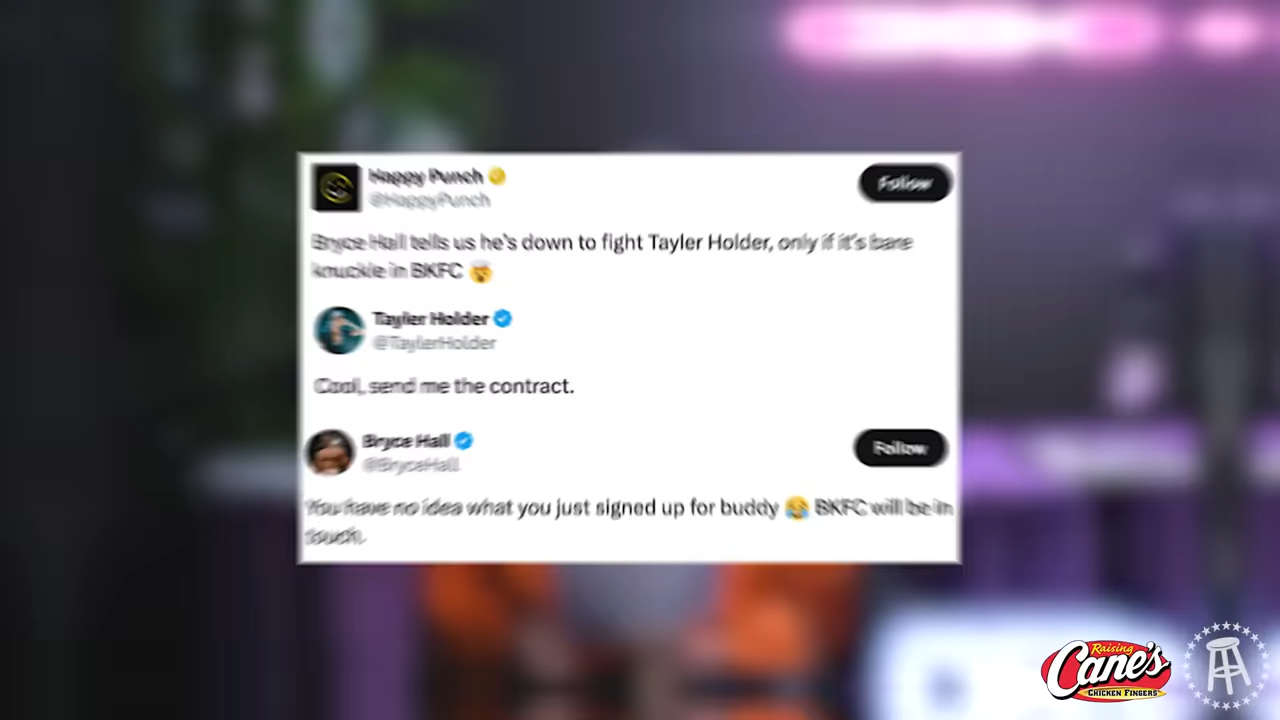 Happy Punch
@HappyPunch
Follow
Bryce Hall tells us he's down to fight Tayler Holder, only if it's bare
knuckle in BKFC 🤯
Tayler Holder
@TaylerHolder
Cool, send me the contract.
Bryce Hall
@BryceHall
Follow
You have no idea what you just signed up for buddy 😂 BKFC will be in
touch.
Raising
Cane's
CHICKEN FINGERS